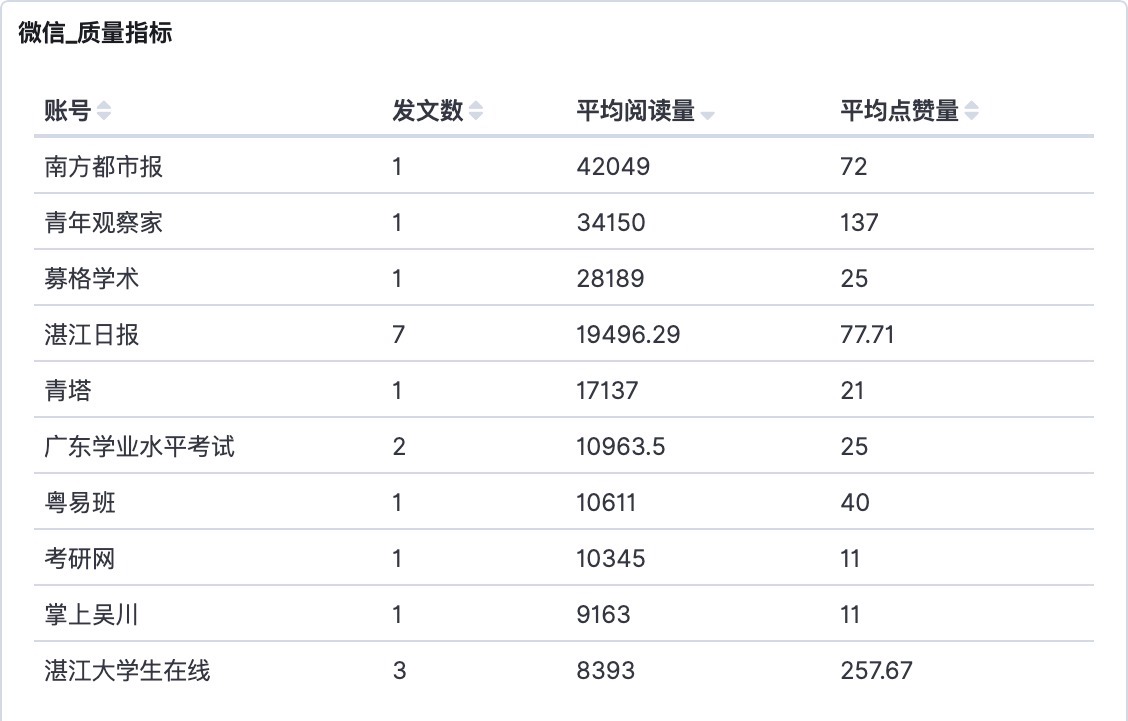 微信_质量指标
账号 发文数 平均阅读量 平均点赞量
南方都市报 1 42049 72
青年观察家 1 34150 137
募格学术 1 28189 25
湛江日报 7 19496.29 77.71
青塔 1 17137 21
广东学业水平考试 2 10963.5 25
粤易班 1 10611 40
考研网 1 10345 11
掌上吴川 1 9163 11
湛江大学生在线 3 8393 257.67